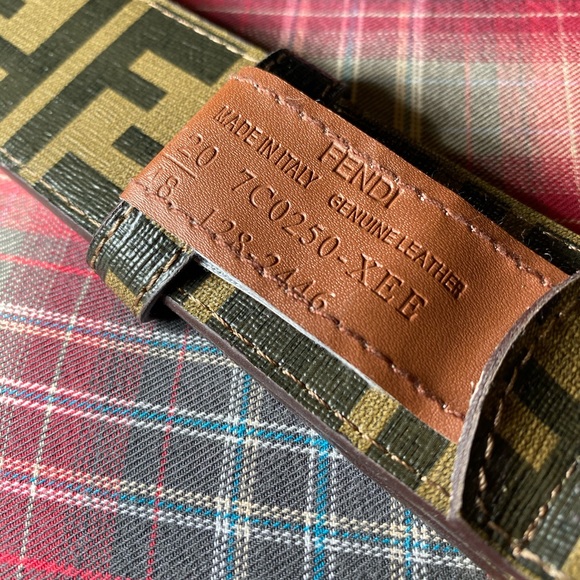 FENDI
MADE IN ITALY GENUINE LEATHER
20 7C0250-XEE
18. 128.2446.